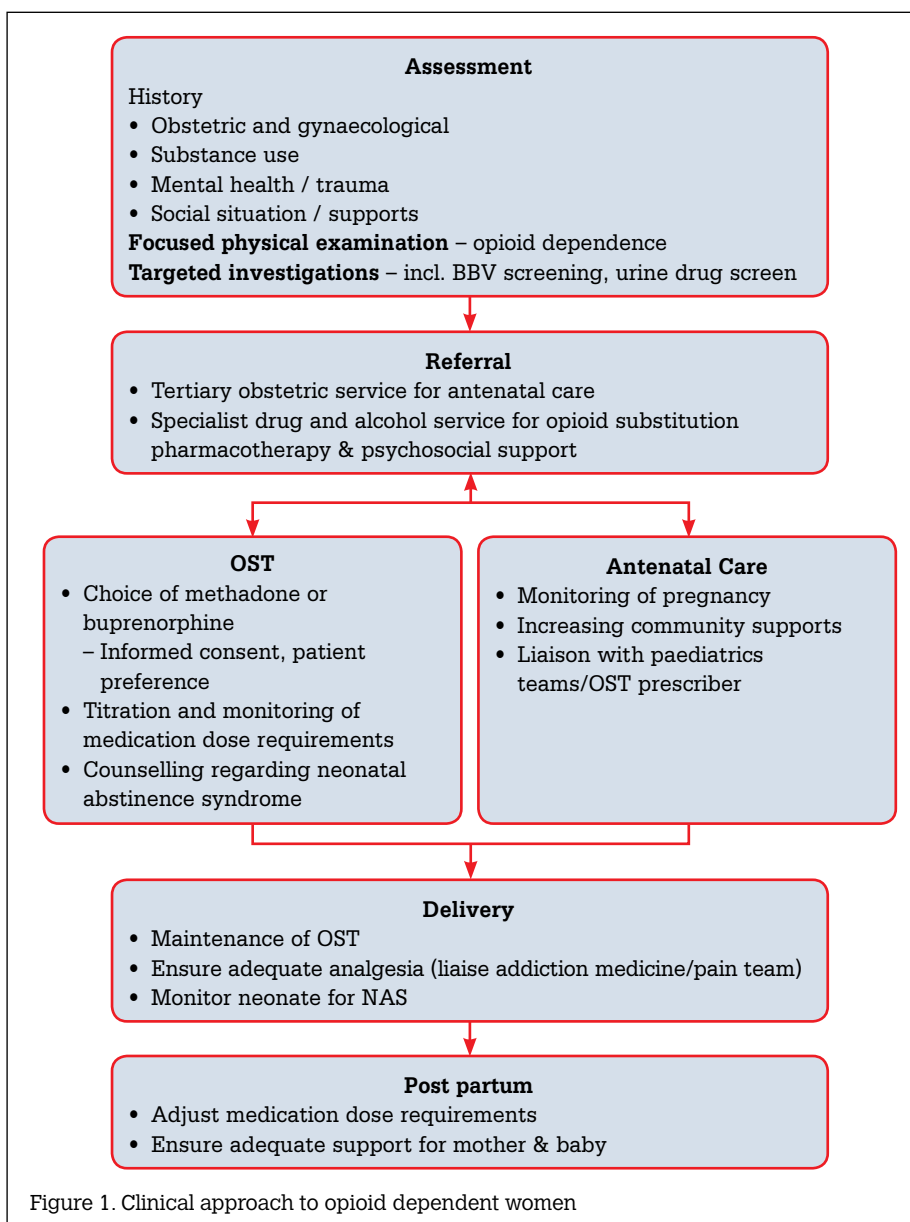 Assessment
History
• Obstetric and gynaecological
• Substance use
• Mental health / trauma
• Social situation / supports
Focused physical examination – opioid dependence
Targeted investigations – incl. BBV screening, urine drug screen
Referral
• Tertiary obstetric service for antenatal care
• Specialist drug and alcohol service for opioid substitution
pharmacotherapy & psychosocial support
OST
• Choice of methadone or
buprenorphine
– Informed consent, patient
preference
• Titration and monitoring of
medication dose requirements
• Counselling regarding neonatal
abstinence syndrome
Antenatal Care
• Monitoring of pregnancy
• Increasing community supports
• Liaison with paediatrics
teams/OST prescriber
Delivery
• Maintenance of OST
• Ensure adequate analgesia (liaise addiction medicine/pain team)
• Monitor neonate for NAS
Post partum
• Adjust medication dose requirements
• Ensure adequate support for mother & baby
Figure 1. Clinical approach to opioid dependent women